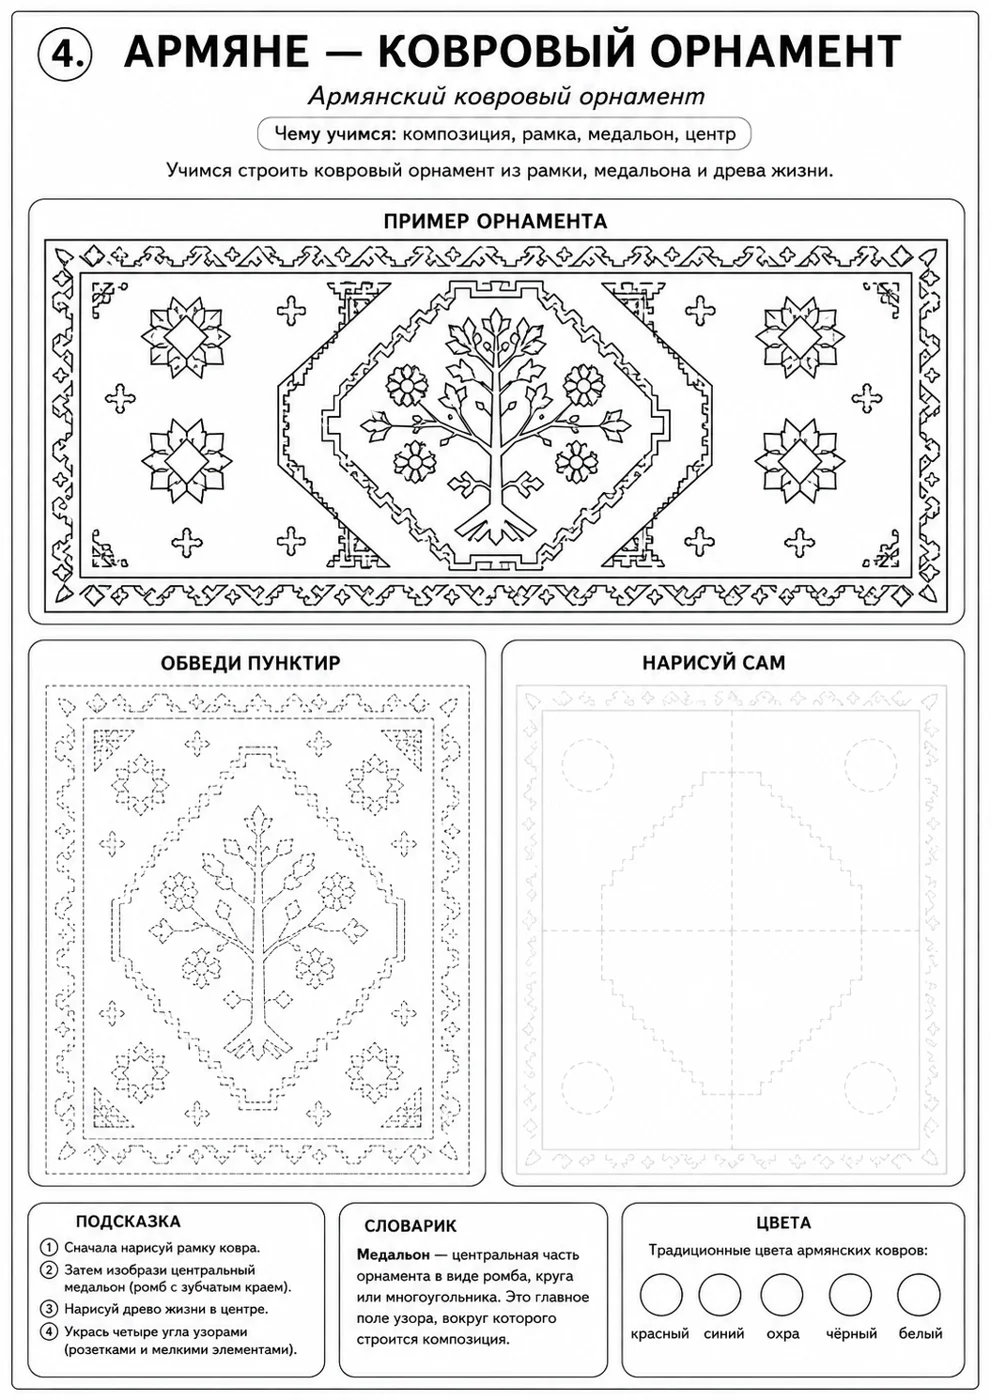 4. АРМЯНЕ — КОВРОВЫЙ ОРНАМЕНТ
Армянский ковровый орнамент
Чему учимся: композиция, рамка, медальон, центр
Учимся строить ковровый орнамент из рамки, медальона и древа жизни.
ПРИМЕР ОРНАМЕНТА
ОБВЕДИ ПУНКТИР
НАРИСУЙ САМ
ПОДСКАЗКА
1 Сначала нарисуй рамку ковра.
2 Затем изобрази центральный
медальон (ромб с зубчатым краем).
3 Нарисуй древо жизни в центре.
4 Укрась четыре угла узорами
(розетками и мелкими элементами).
СЛОВАРИК
Медальон — центральная часть
орнамента в виде ромба, круга
или многоугольника. Это главное
поле узора, вокруг которого
строится композиция.
ЦВЕТА
Традиционные цвета армянских ковров:
красный синий охра чёрный белый